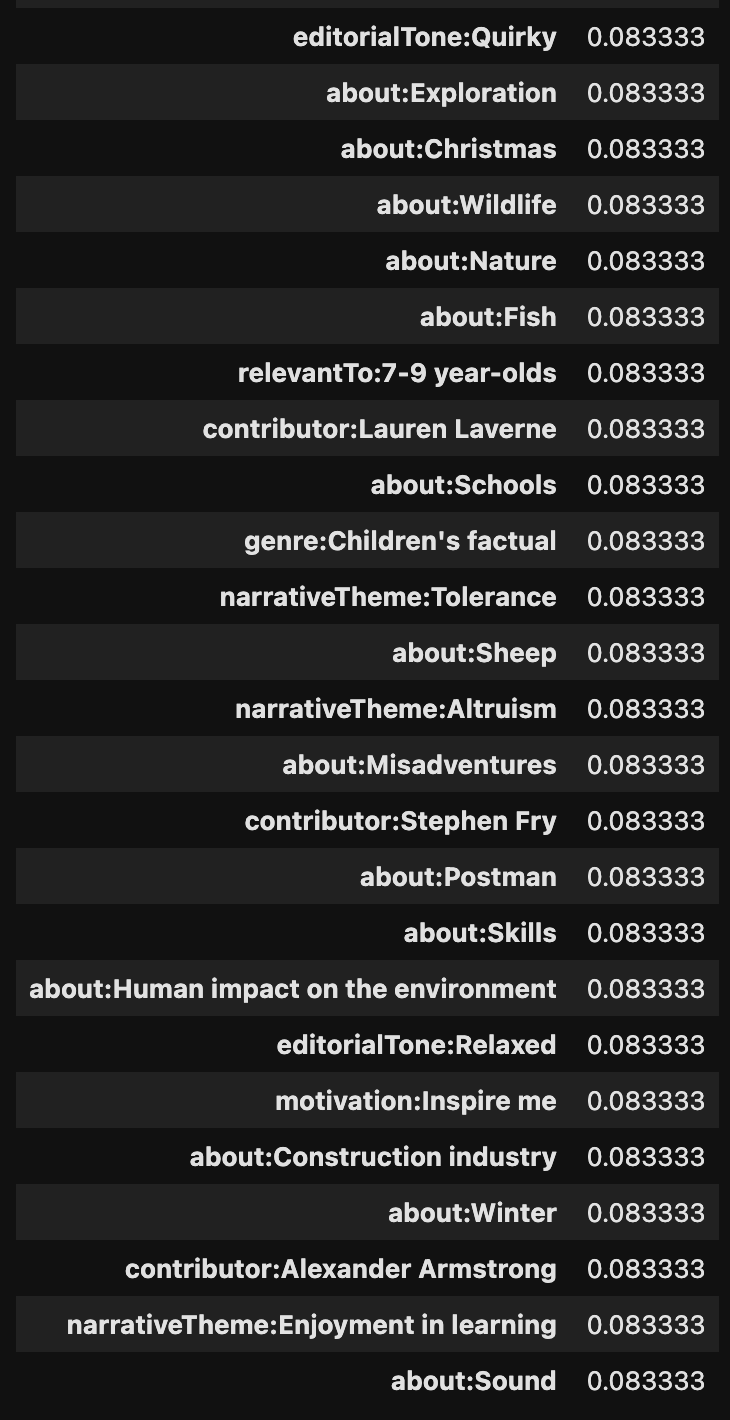 editorialTone:Quirky 0.083333
about:Exploration 0.083333
about:Christmas 0.083333
about:Wildlife 0.083333
about:Nature 0.083333
about:Fish 0.083333
relevantTo:7-9 year-olds 0.083333
contributor:Lauren Laverne 0.083333
about:Schools 0.083333
genre:Children's factual 0.083333
narrativeTheme:Tolerance 0.083333
about:Sheep 0.083333
narrativeTheme:Altruism 0.083333
about:Misadventures 0.083333
contributor:Stephen Fry 0.083333
about:Postman 0.083333
about:Skills 0.083333
about:Human impact on the environment 0.083333
editorialTone:Relaxed 0.083333
motivation:Inspire me 0.083333
about:Construction industry 0.083333
about:Winter 0.083333
contributor:Alexander Armstrong 0.083333
narrativeTheme:Enjoyment in learning 0.083333
about:Sound 0.083333